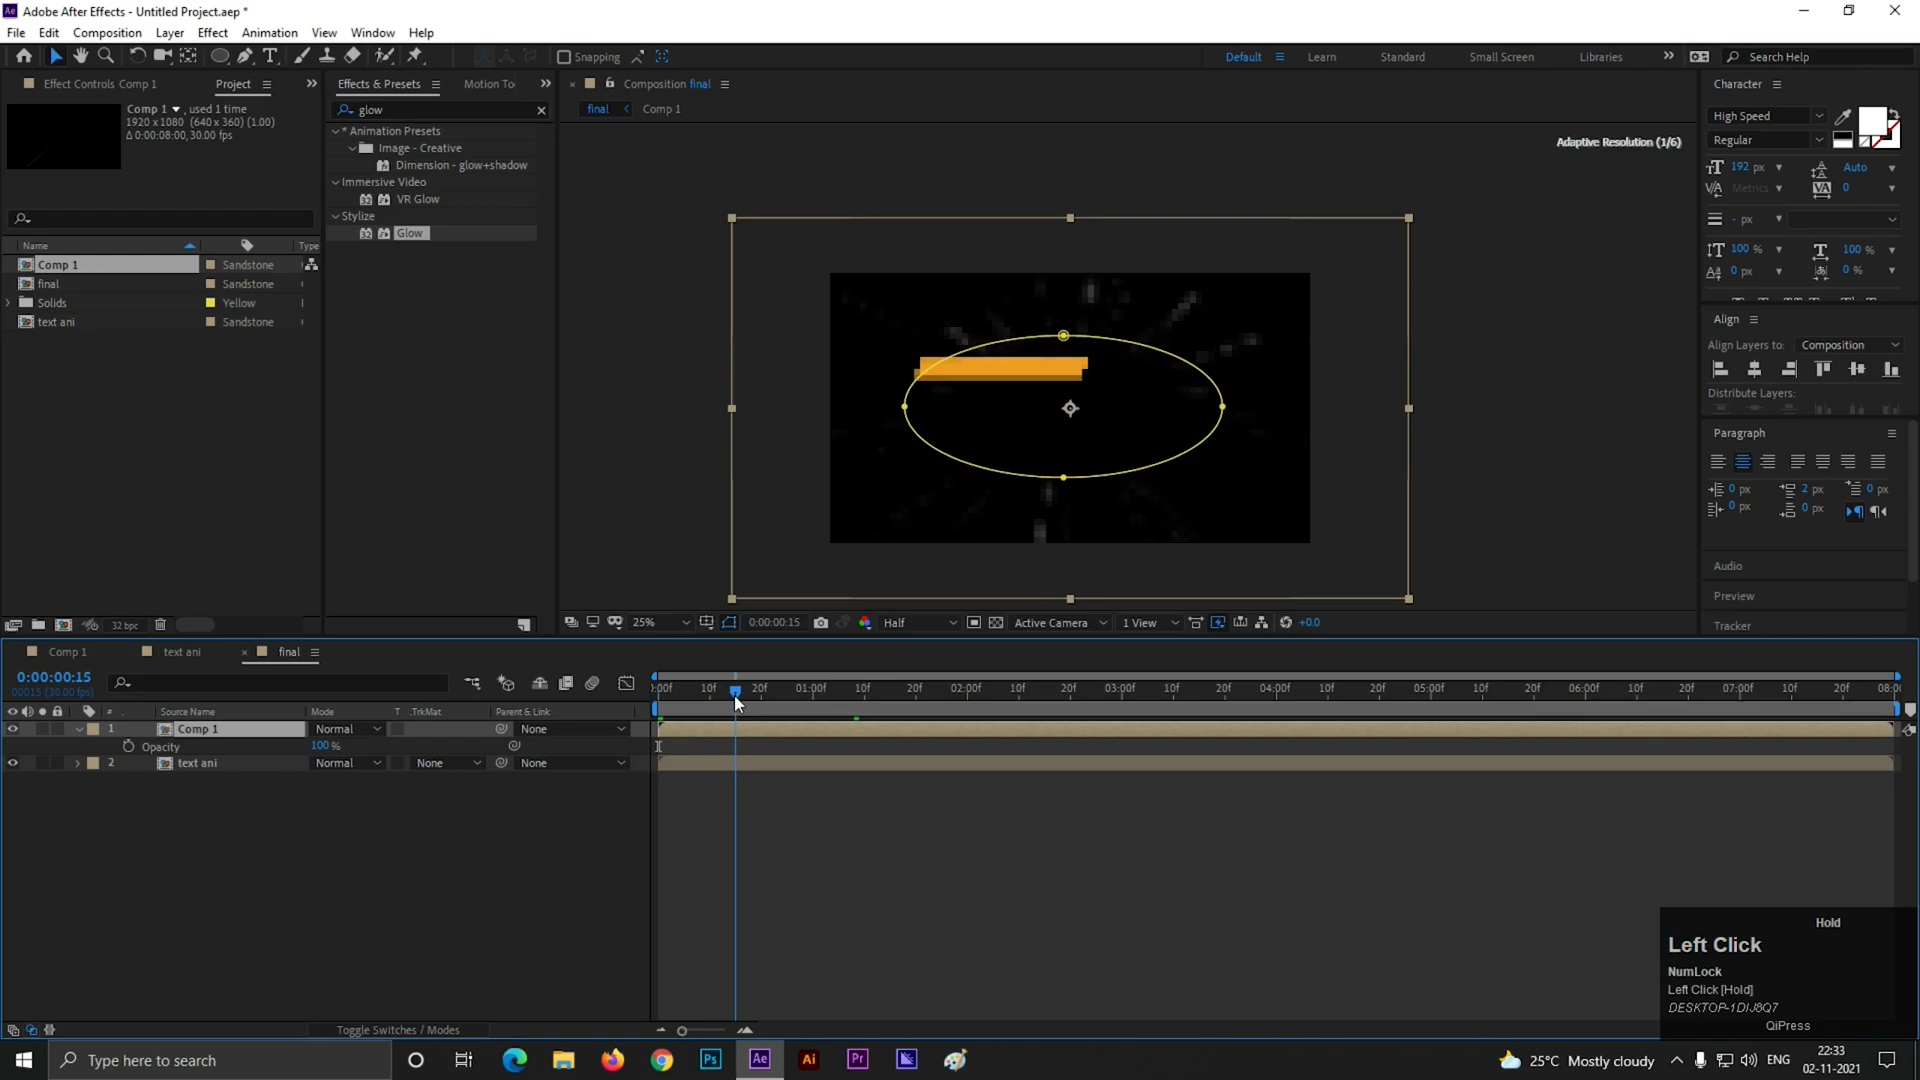 Adobe After Effects - Untitled Project.aep *
File Edit Composition Layer Effect Animation View Window Help
Snapping
Default Learn Standard Small Screen Libraries Search Help
Effect Controls Comp 1 Project
Comp 1 , used 1 time
1920 x 1080 (640 x 360) (1.00)
Δ 0:00:08:00, 30.00 fps
Name Type
Comp 1 Sandstone
final Sandstone
Solids Yellow
text ani Sandstone
32 bpc
Effects & Presets Motion To
glow
* Animation Presets
Image - Creative
Dimension - glow+shadow
Immersive Video
VR Glow
Stylize
Glow
Composition final
final Comp 1
Adaptive Resolution (1/6)
25% 0:00:00:15 Half Active Camera 1 View +0.0
Character
High Speed
Regular
192 px Auto
Metrics 0
- px
100 % 100 %
0 px 0 %
Align
Align Layers to: Composition
Distribute Layers:
Paragraph
0 px 2 px 0 px
0 px 0 px
Audio
Preview
Tracker
Comp 1 text ani final
0:00:00:15
00015 (30.00 fps)
:00f 10f 20f 01:00f 10f 20f 02:00f 10f 20f 03:00f 10f 20f 04:00f 10f 20f 05:00f 10f 20f 06:00f 10f 20f 07:00f 10f 20f 08:0
# Source Name Mode T .TrkMat Parent & Link
1 Comp 1 Normal None
Opacity 100 %
2 text ani Normal None None
Toggle Switches / Modes
Hold
Left Click
NumLock
Left Click [Hold]
DESKTOP-1DIJ8Q7
QiPress
Type here to search
Ps Ae Ai Pr
25°C Mostly cloudy ENG
22:33
02-11-2021